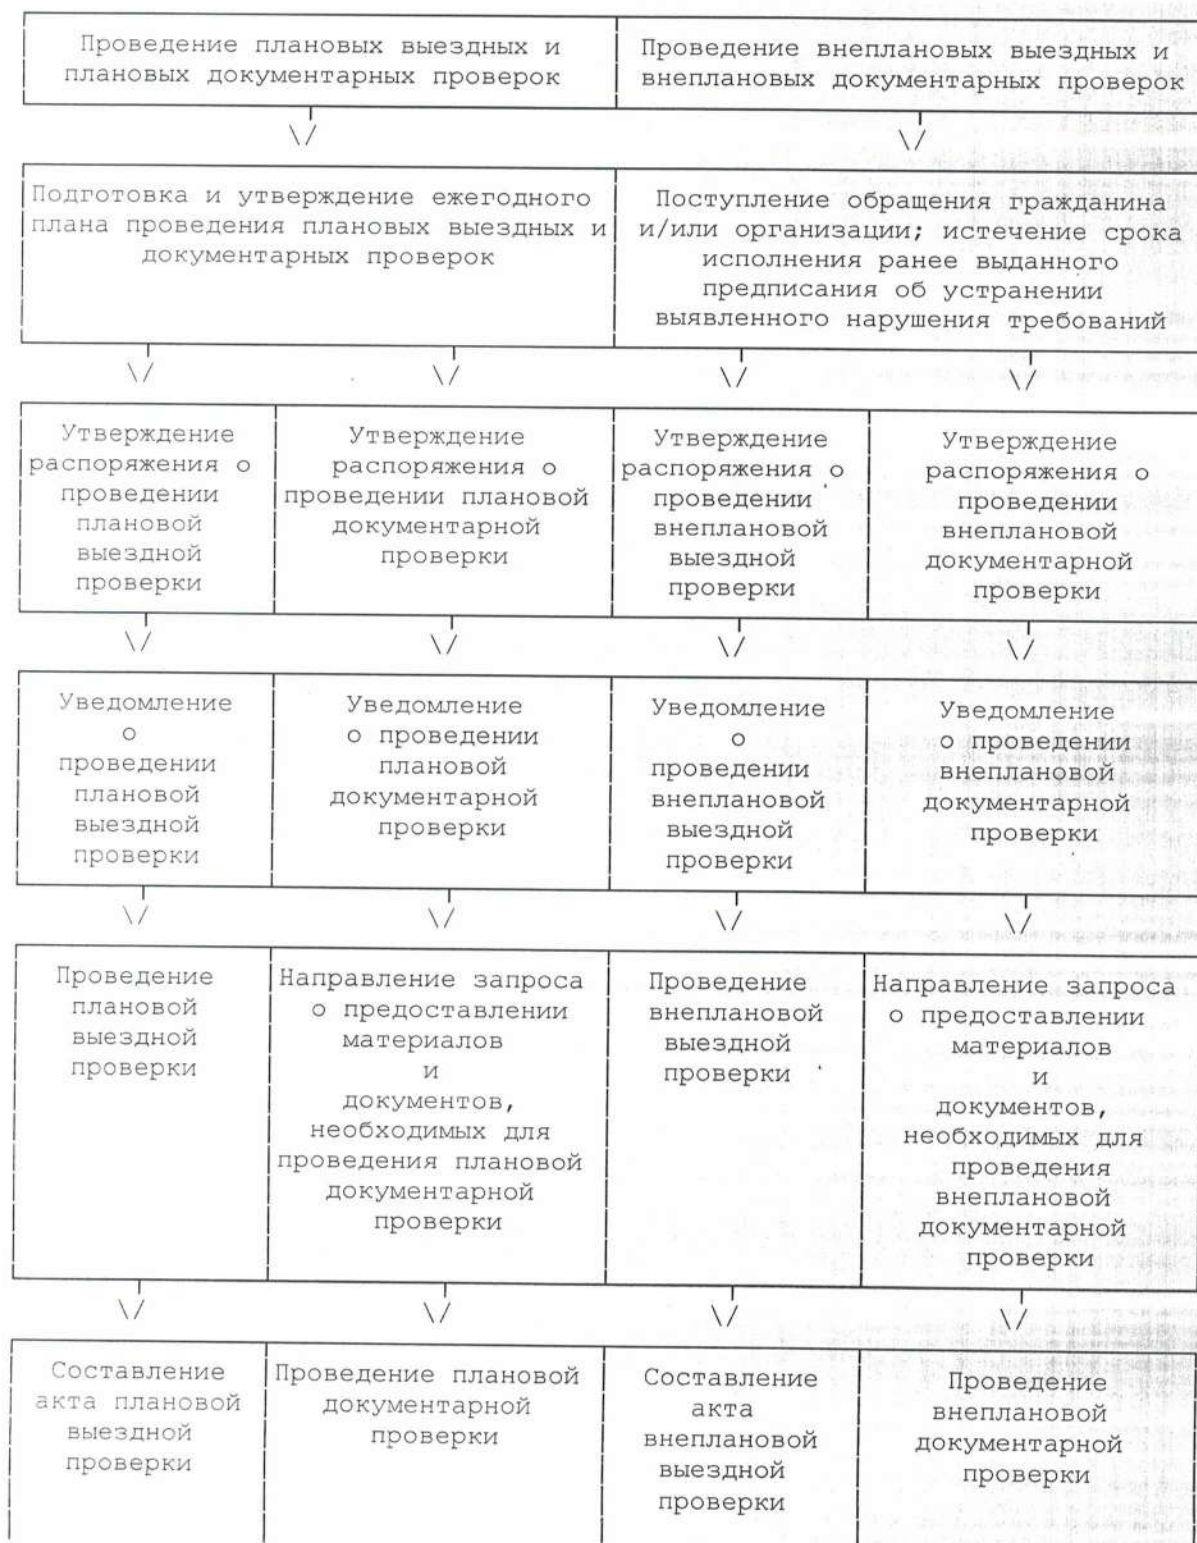 Проведение плановых выездных и
плановых документарных проверок
Проведение внеплановых выездных и
внеплановых документарных проверок
\/
\/
Подготовка и утверждение ежегодного
плана проведения плановых выездных и
документарных проверок
Поступление обращения гражданина
и/или организации; истечение срока
исполнения ранее выданного
предписания об устранении
выявленного нарушения требований
\/
\/
\/
\/
Утверждение
распоряжения о
проведении
плановой
выездной
проверки
Утверждение
распоряжения о
проведении плановой
документарной
проверки
Утверждение
распоряжения о
проведении
внеплановой
выездной
проверки
Утверждение
распоряжения о
проведении
внеплановой
документарной
проверки
\/
\/
\/
\/
Уведомление
о
проведении
плановой
выездной
проверки
Уведомление
о проведении
плановой
документарной
проверки
Уведомление
о
проведении
внеплановой
выездной
проверки
Уведомление
о проведении
внеплановой
документарной
проверки
\/
\/
\/
\/
Проведение
плановой
выездной
проверки
Направление запроса
о предоставлении
материалов
и
документов,
необходимых для
проведения плановой
документарной
проверки
Проведение
внеплановой
выездной
проверки
Направление запроса
о предоставлении
материалов
и
документов,
необходимых для
проведения
внеплановой
документарной
проверки
\/
\/
\/
\/
Составление
акта плановой
выездной
проверки
Проведение плановой
документарной
проверки
Составление
акта
внеплановой
выездной
проверки
Проведение
внеплановой
документарной
проверки